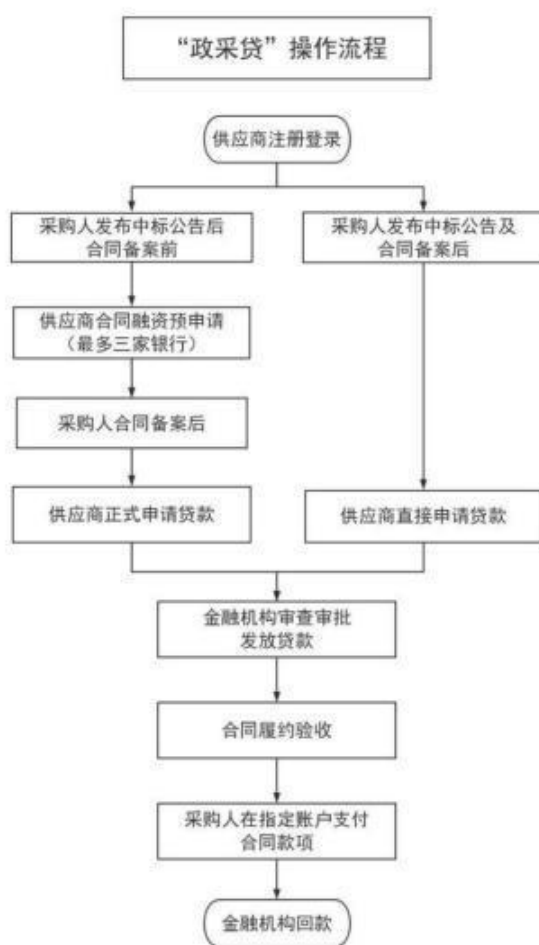 “政采贷”操作流程
供应商注册登录
采购人发布中标公告后
合同备案前
采购人发布中标公告及
合同备案后
供应商合同融资预申请
（最多三家银行）
采购人合同备案后
供应商正式申请贷款
供应商直接申请贷款
金融机构审查审批
发放贷款
合同履约验收
采购人在指定账户支付
合同款项
金融机构回款